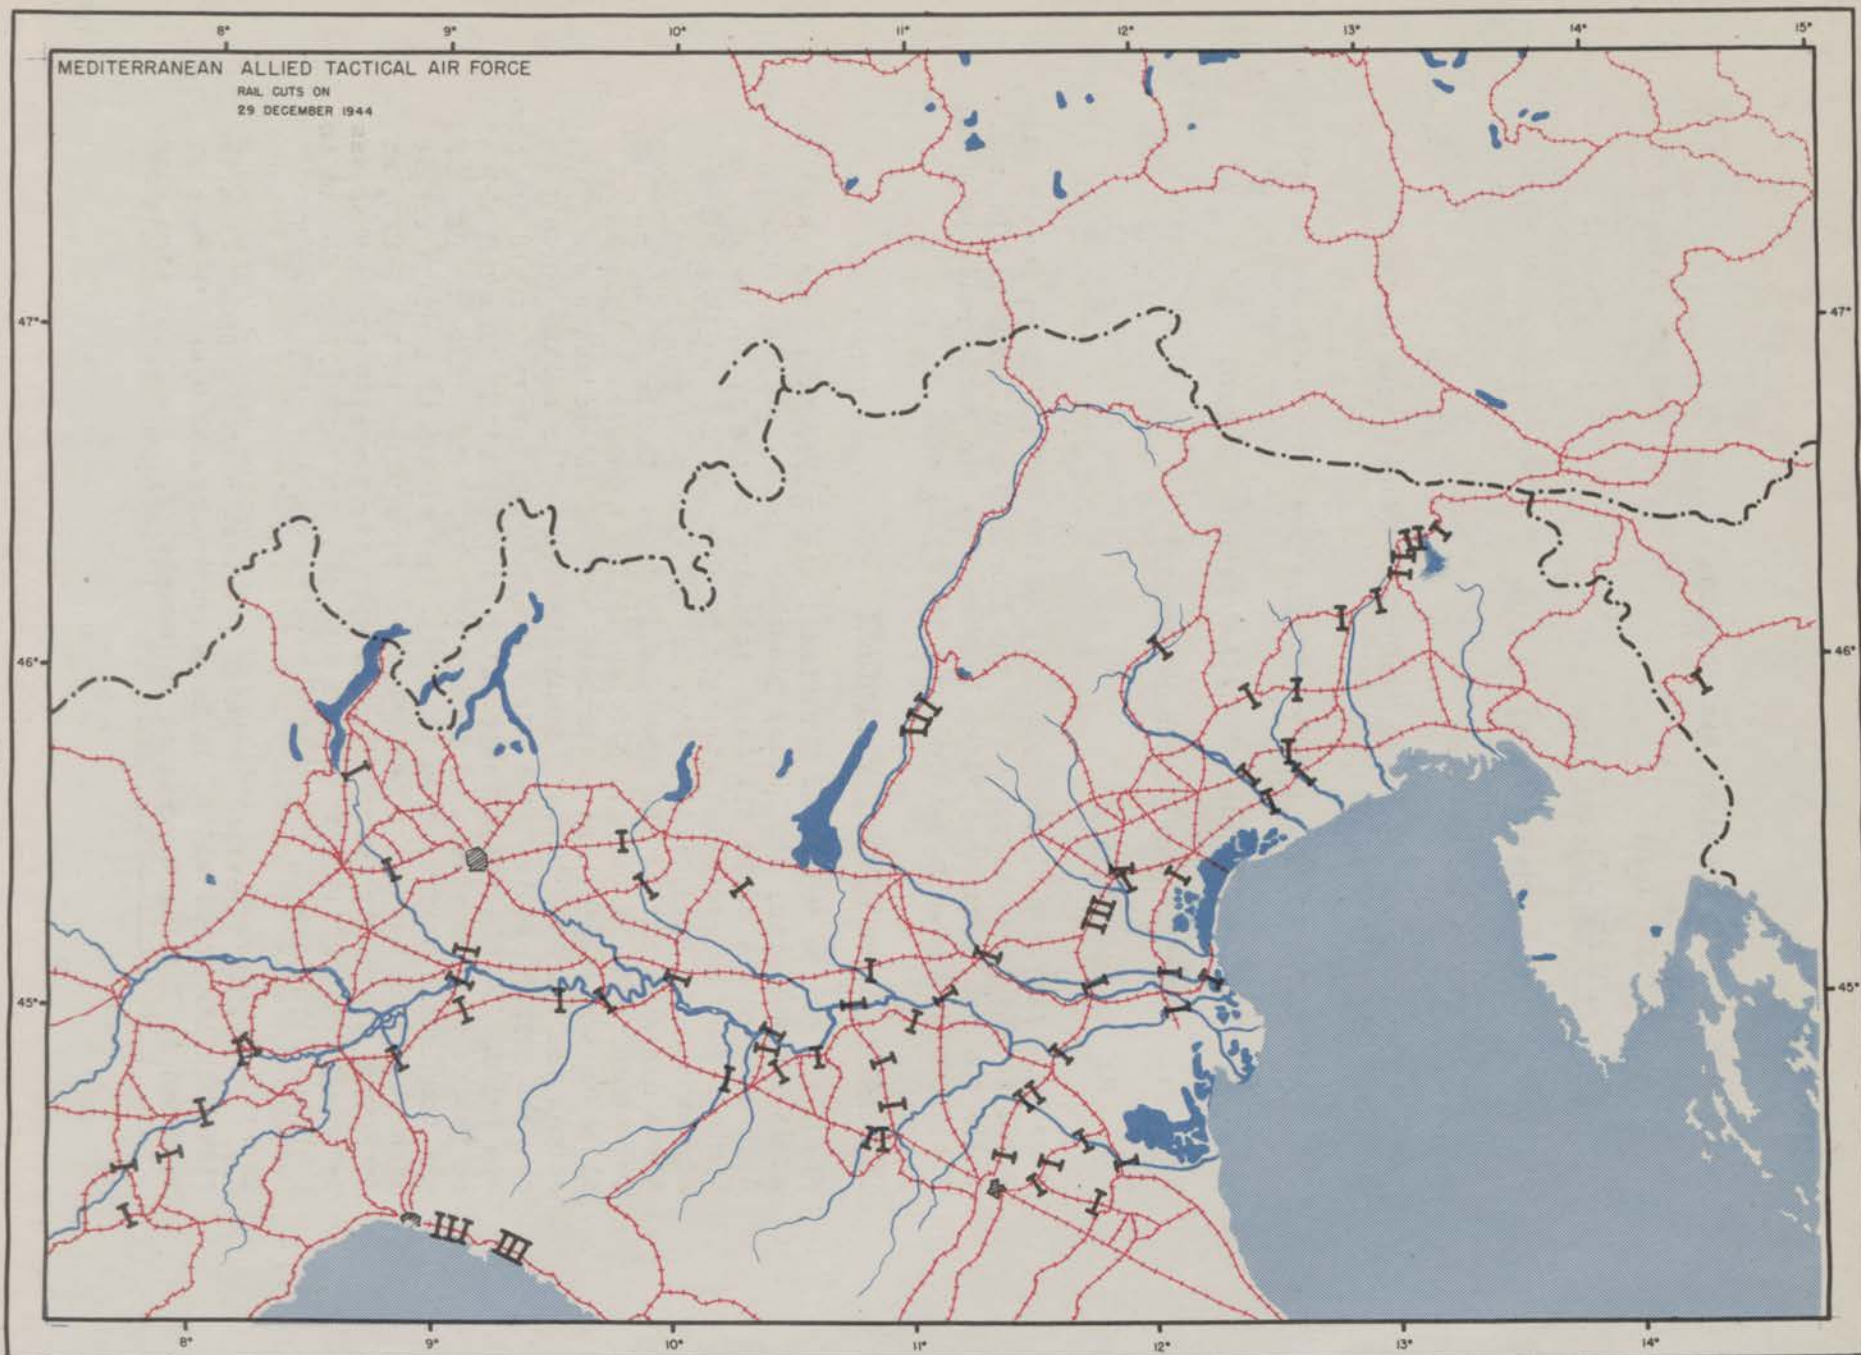 8° 9° 10° 11° 12° 13° 14° 15°
MEDITERRANEAN ALLIED TACTICAL AIR FORCE
RAIL CUTS ON
29 DECEMBER 1944
47° 47°
46° 46°
45° 45°
8° 9° 10° 11° 12° 13° 14°